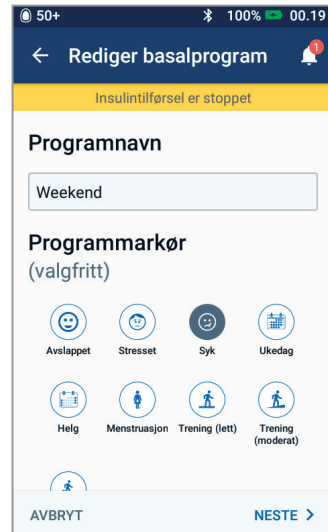 50+ 100% 00.19
Rediger basalprogram 1
Insulintilførsel er stoppet
Programnavn
Weekend
Programmarkør
(valgfritt)
Avslappet Stresset Syk Ukedag
Helg Menstruasjon Trening (lett) Trening
(moderat)
AVBRYT NESTE